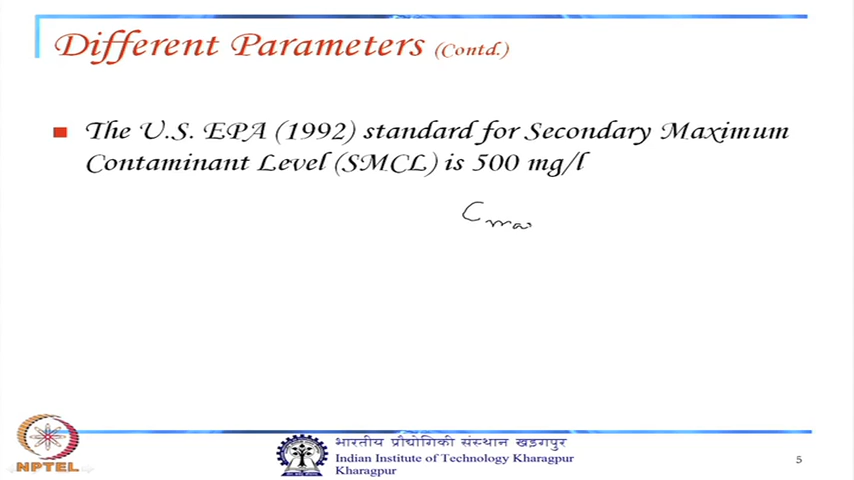 Different Parameters (Contd.)
The U.S. EPA (1992) standard for Secondary Maximum
Contaminant Level (SMCL) is 500 mg/l
C ma
भारतीय प्रौद्योगिकी संस्थान खड़गपुर
Indian Institute of Technology Kharagpur
Kharagpur
NPTEL
5